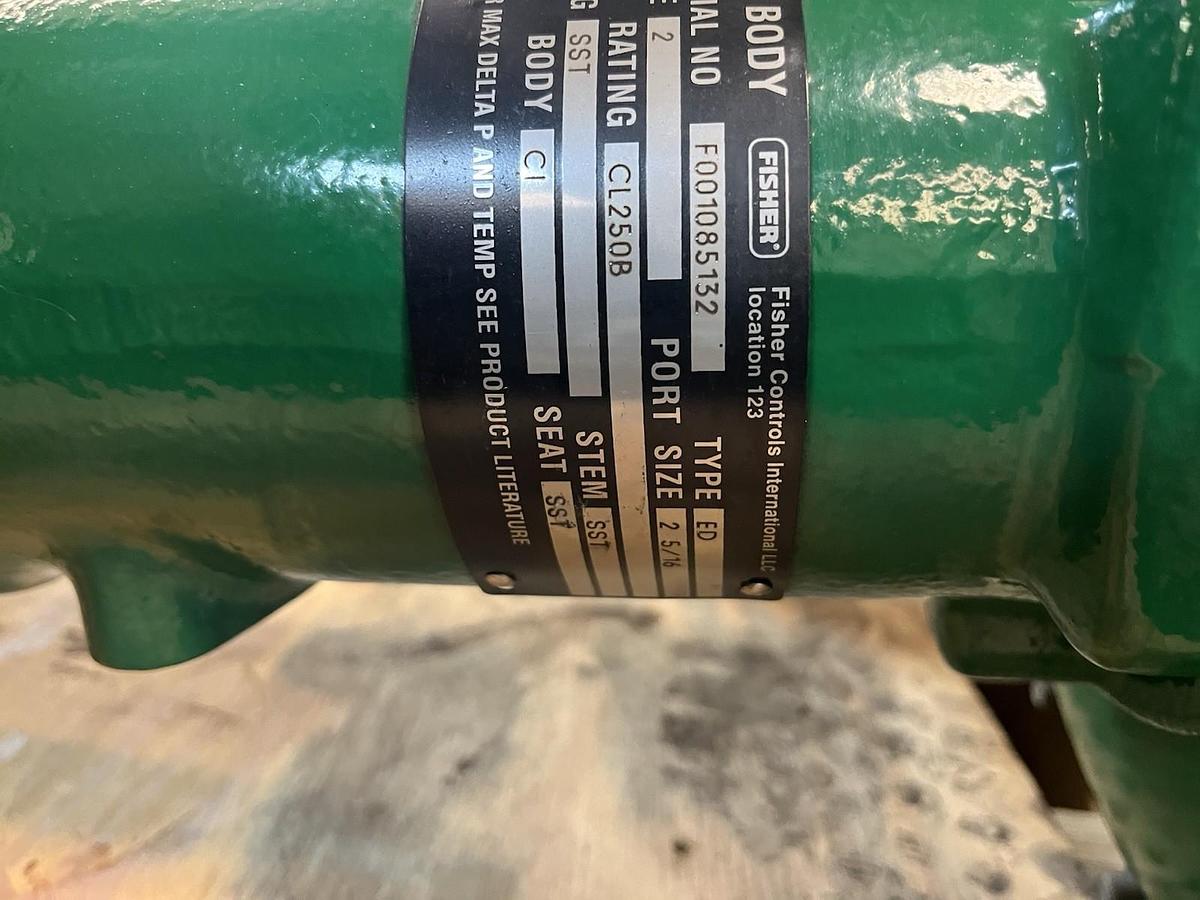 BODY FISHER® Fisher Controls International LLC
location 123
IAL NO F001085132 TYPE ED
E 2 PORT SIZE 2 5/16
RATING CL250B
G SST STEM SST
BODY CI SEAT SST
R MAX DELTA P AND TEMP SEE PRODUCT LITERATURE